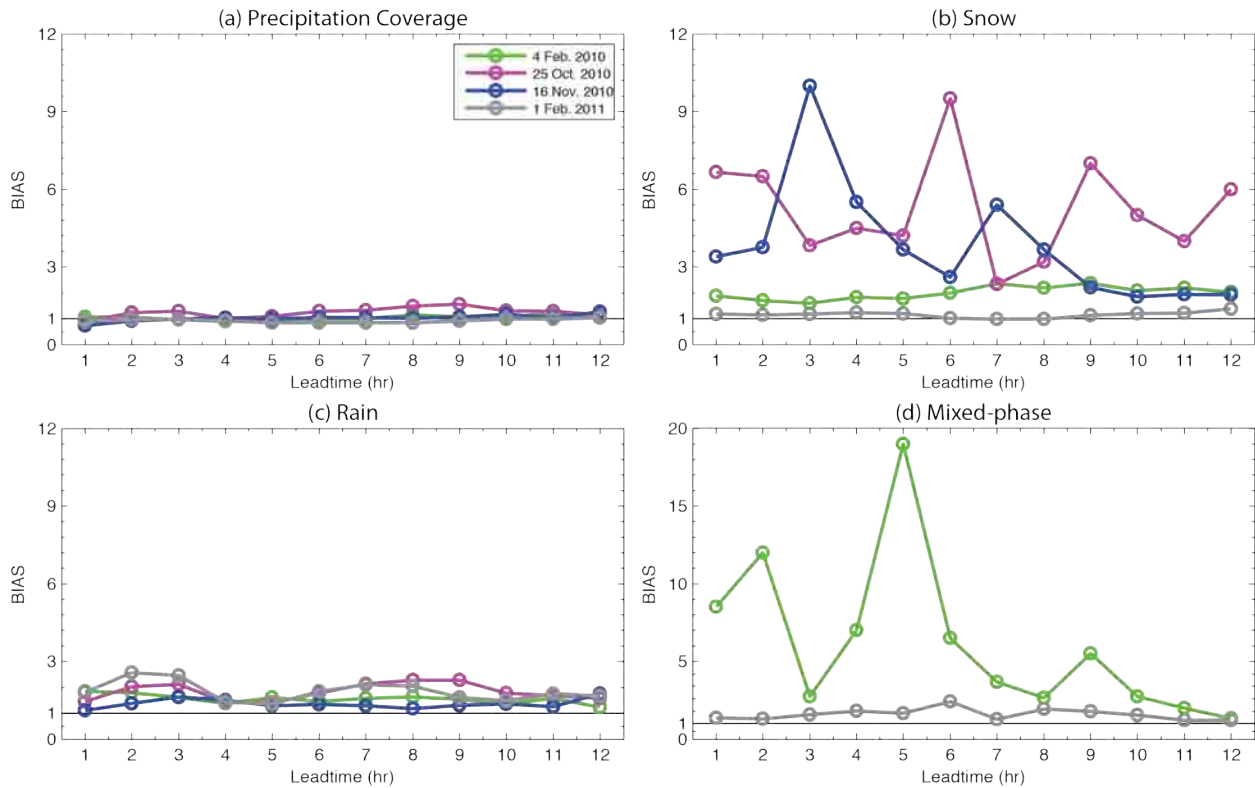 (a) Precipitation Coverage
12
9
6
3
1
0
BIAS
4 Feb. 2010
25 Oct. 2010
16 Nov. 2010
1 Feb. 2011
1 2 3 4 5 6 7 8 9 10 11 12
Leadtime (hr)
(b) Snow
12
9
6
3
1
0
BIAS
1 2 3 4 5 6 7 8 9 10 11 12
Leadtime (hr)
(c) Rain
12
9
6
3
1
0
BIAS
1 2 3 4 5 6 7 8 9 10 11 12
Leadtime (hr)
(d) Mixed-phase
20
15
10
5
1
0
BIAS
1 2 3 4 5 6 7 8 9 10 11 12
Leadtime (hr)